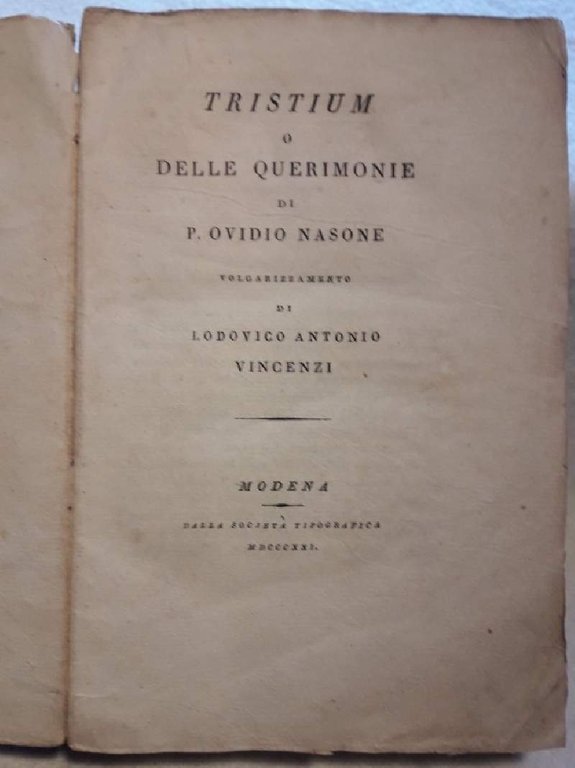 TRISTIUM
O
DELLE QUERIMONIE
DI
P. OVIDIO NASONE
VOLGARIZZAMENTO
DI
LODOVICO ANTONIO
VINCENZI
MODENA
DALLA SOCIETÀ TIPOGRAFICA
MDCCCXXI.